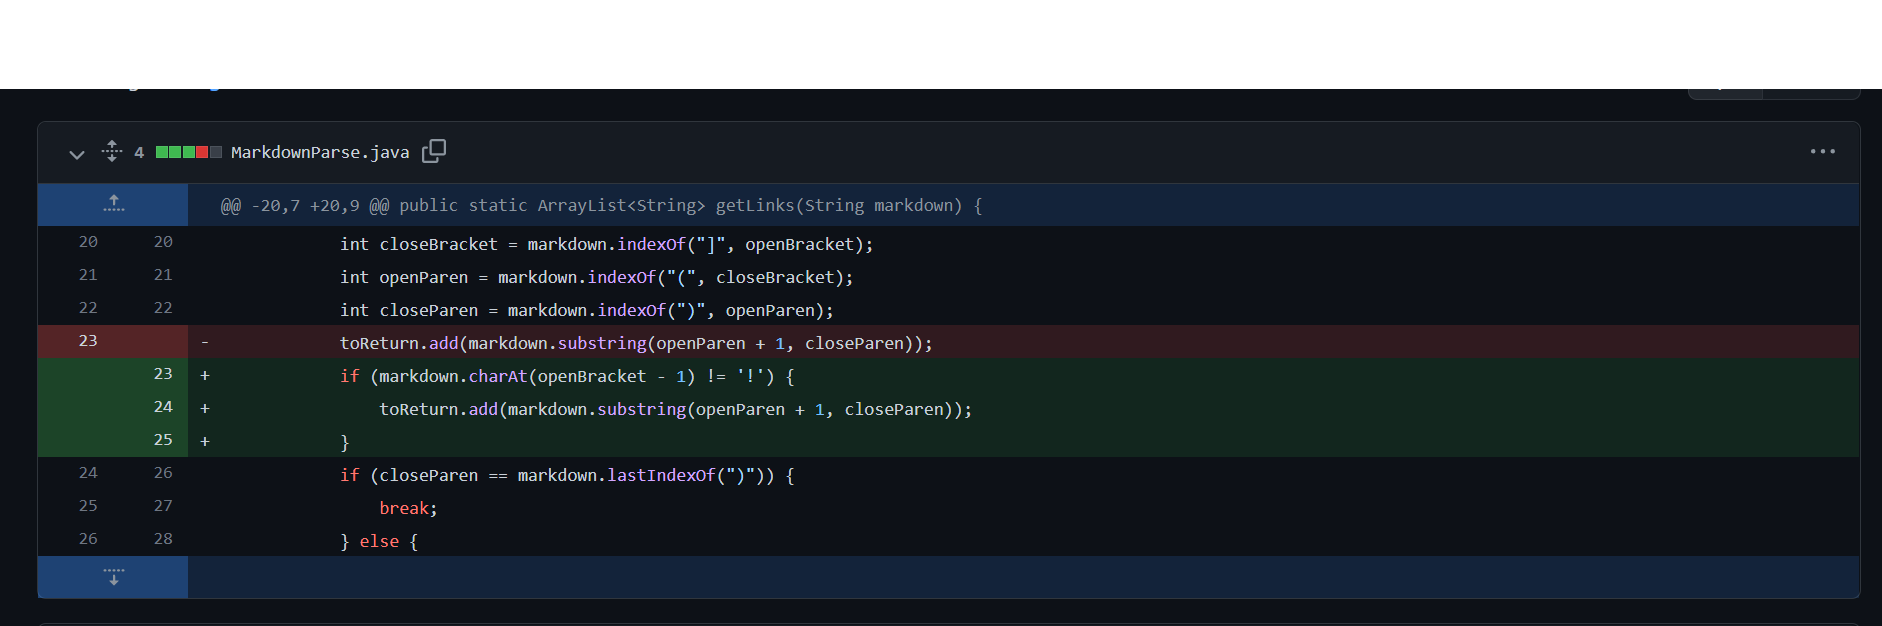 4 MarkdownParse.java
@@ -20,7 +20,9 @@ public static ArrayList<String> getLinks(String markdown) {
20 20 int closeBracket = markdown.indexOf("]", openBracket);
21 21 int openParen = markdown.indexOf("(", closeBracket);
22 22 int closeParen = markdown.indexOf(")", openParen);
23 - toReturn.add(markdown.substring(openParen + 1, closeParen));
23 + if (markdown.charAt(openBracket - 1) != '!') {
24 + toReturn.add(markdown.substring(openParen + 1, closeParen));
25 + }
24 26 if (closeParen == markdown.lastIndexOf(")")) {
25 27 break;
26 28 } else {